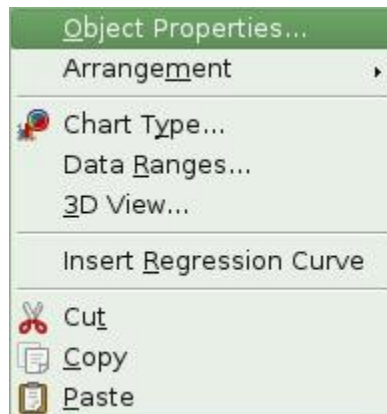 Object Properties...
Arrangement
Chart Type...
Data Ranges...
3D View...
Insert Regression Curve
Cut
Copy
Paste